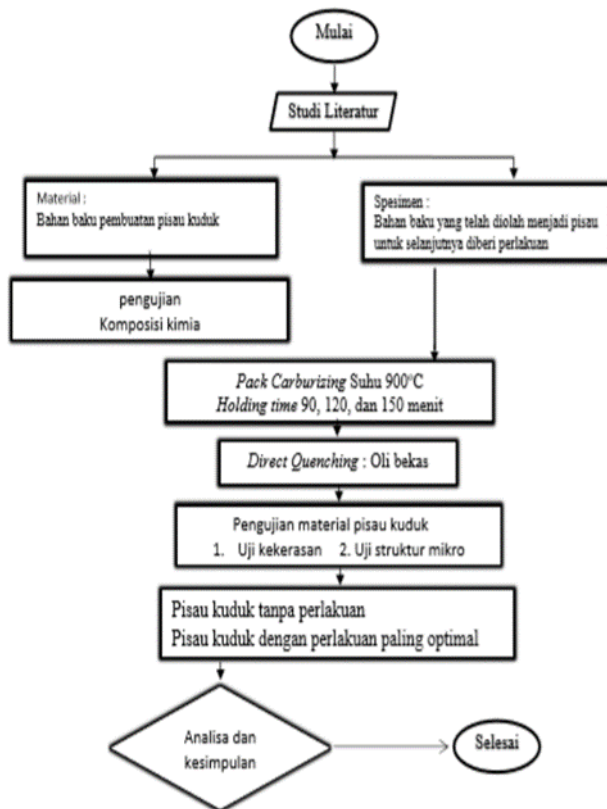 Mulai
Studi Literatur
Material :
Bahan baku pembuatan pisau kuduk
Spesimen :
Bahan baku yang telah diolah menjadi pisau
untuk selanjutnya diberi perlakuan
pengujian
Komposisi kimia
Pack Carburizing Suhu 900°C
Holding time 90, 120, dan 150 menit
Direct Quenching : Oli bekas
Pengujian material pisau kuduk
1. Uji kekerasan 2. Uji struktur mikro
Pisau kuduk tanpa perlakuan
Pisau kuduk dengan perlakuan paling optimal
Analisa dan
kesimpulan
Selesai